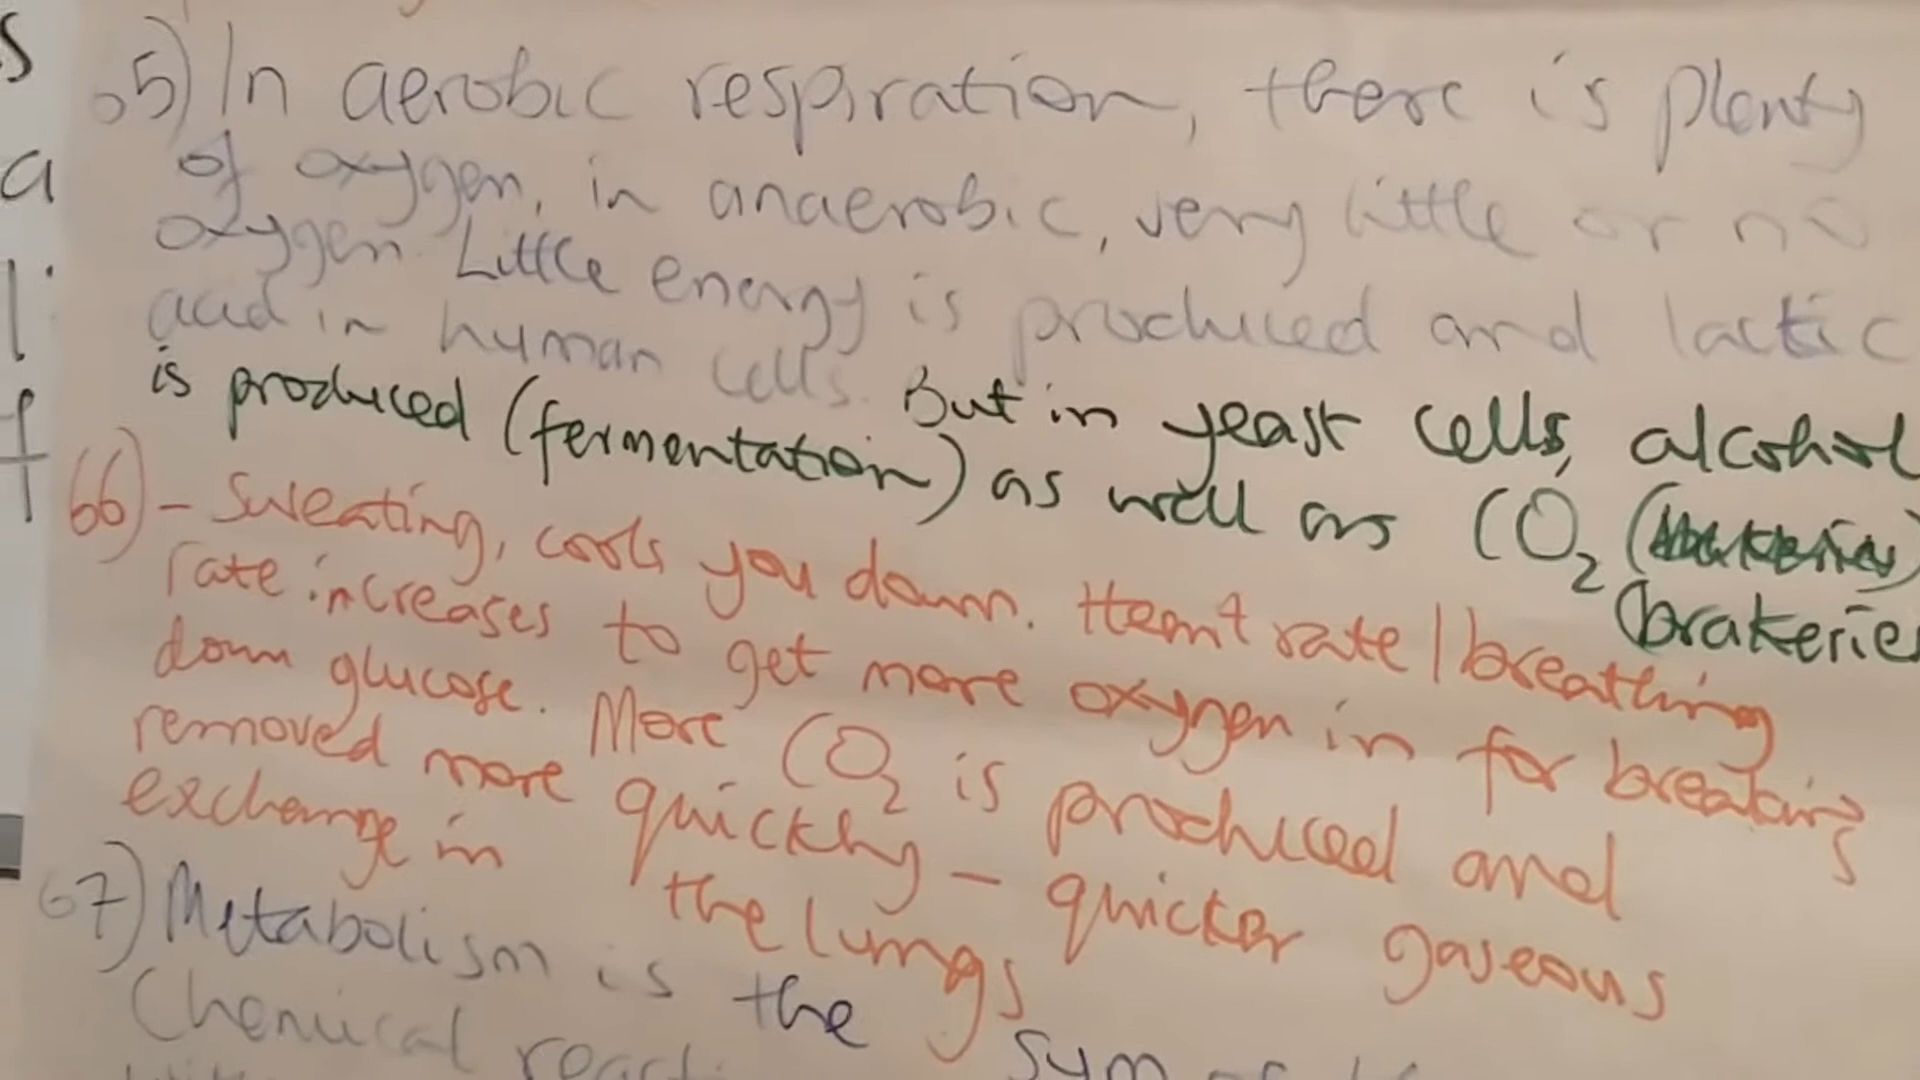 65) In aerobic respiration, there is plenty
of oxygen, in anaerobic, very little or no
oxygen. Little energy is produced and lactic
acid in human cells. But in yeast cells, alcohol
is produced (fermentation) as well as CO2
(brakeries
66) - Sweating, cools you down. Heart rate / breathing
rate increases to get more oxygen in for breaking
down glucose. More CO2 is produced and
removed more quickly - quicker gaseous
exchange in the lungs
67) Metabolism is the sum of
Chemical
s
a
li
f